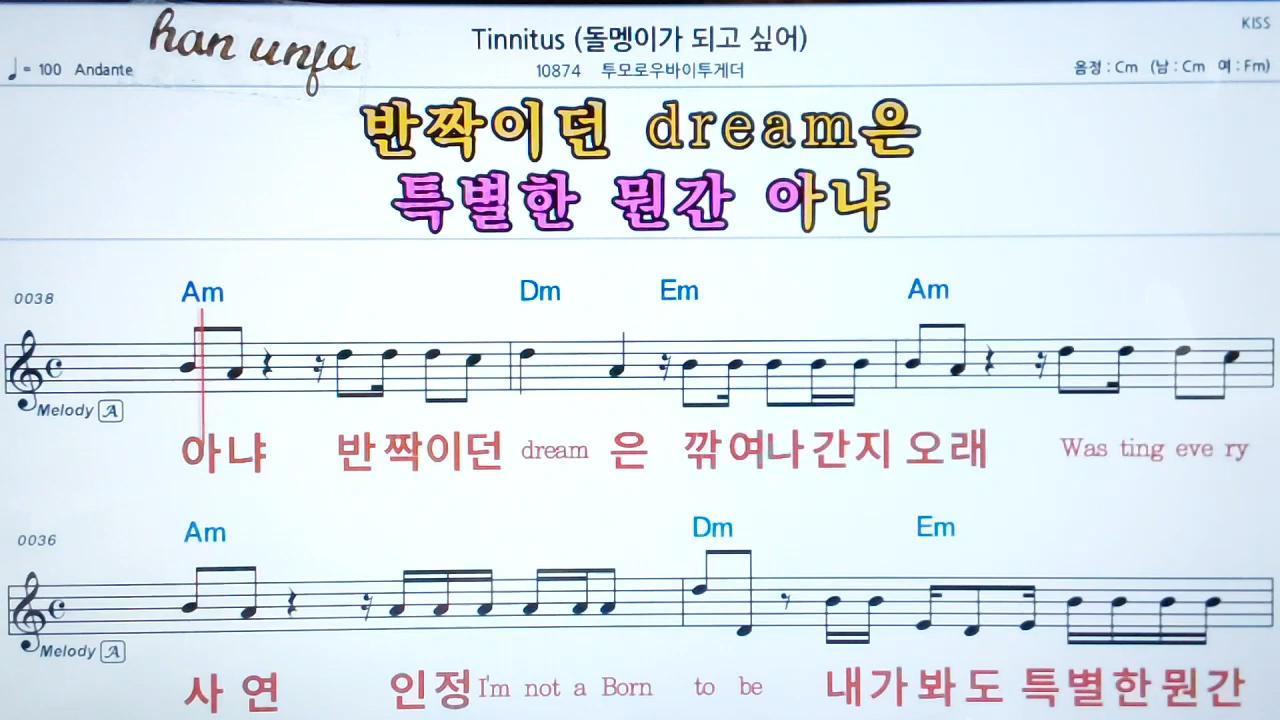 han unfa
Tinnitus (돌멩이가 되고 싶어)
KISS
♩= 100 Andante
10874 투모로우바이투게더
음정 : Cm (남 : Cm 여 : Fm)
반짝이던 dream은
특별한 뭔간 아냐
0038
Am Dm Em Am
Melody A
아냐 반짝이던 dream 은 깎여나간지 오래 Was ting eve ry
0036
Am Dm Em
Melody A
사 연 인정 I'm not a Born to be 내가 봐도 특별한뭔간